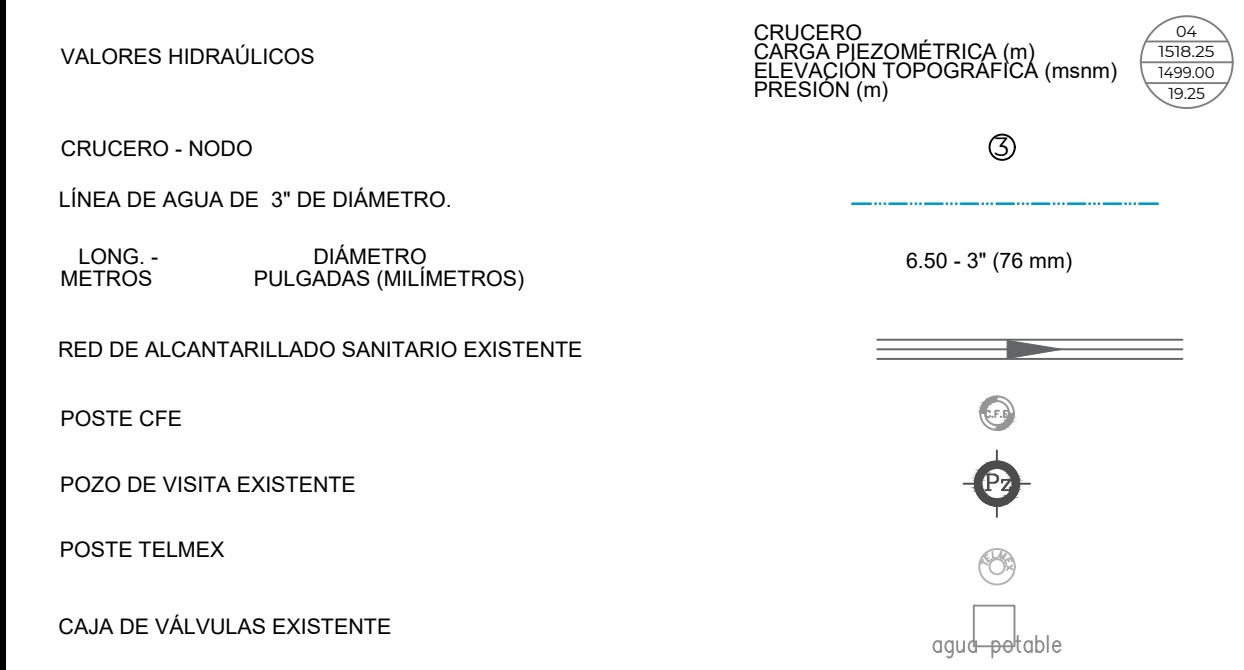 VALORES HIDRAÚLICOS
CRUCERO
CARGA PIEZOMÉTRICA (m)
ELEVACIÓN TOPOGRÁFICA (msnm)
PRESIÓN (m)
04
1518.25
1499.00
19.25
CRUCERO - NODO
3
LÍNEA DE AGUA DE 3" DE DIÁMETRO.
LONG. - DIÁMETRO
METROS PULGADAS (MILÍMETROS)
6.50 - 3" (76 mm)
RED DE ALCANTARILLADO SANITARIO EXISTENTE
POSTE CFE
C.F.E
POZO DE VISITA EXISTENTE
Pz
POSTE TELMEX
TELMEX
CAJA DE VÁLVULAS EXISTENTE
agua potable